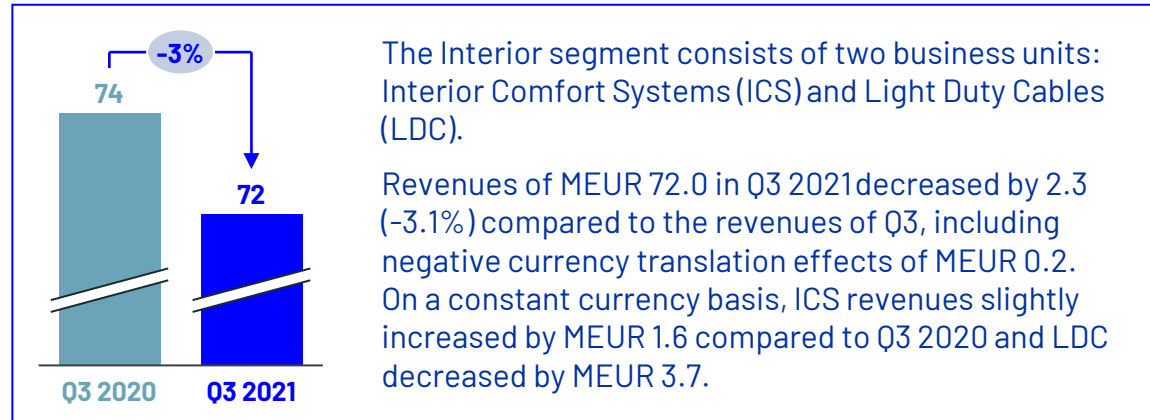 -3%
74
72
Q3 2020
Q3 2021
The Interior segment consists of two business units:
Interior Comfort Systems (ICS) and Light Duty Cables
(LDC).
Revenues of MEUR 72.0 in Q3 2021 decreased by 2.3
(-3.1%) compared to the revenues of Q3, including
negative currency translation effects of MEUR 0.2.
On a constant currency basis, ICS revenues slightly
increased by MEUR 1.6 compared to Q3 2020 and LDC
decreased by MEUR 3.7.